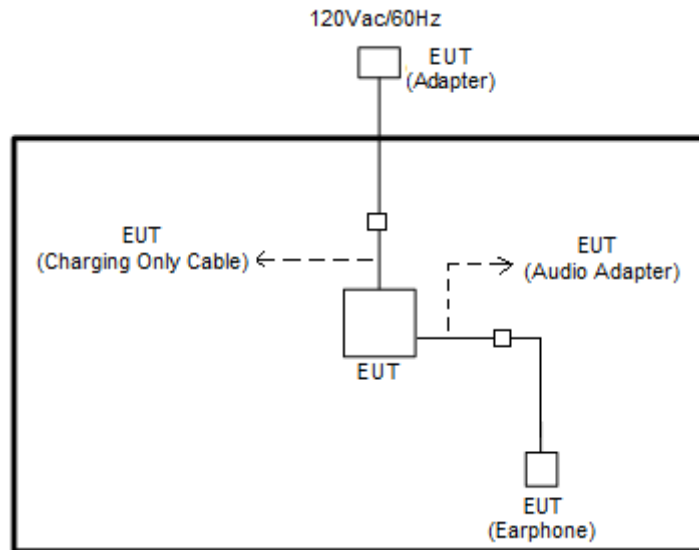 120Vac/60Hz
EUT
(Adapter)
EUT
(Charging Only Cable)
EUT
(Audio Adapter)
EUT
EUT
(Earphone)